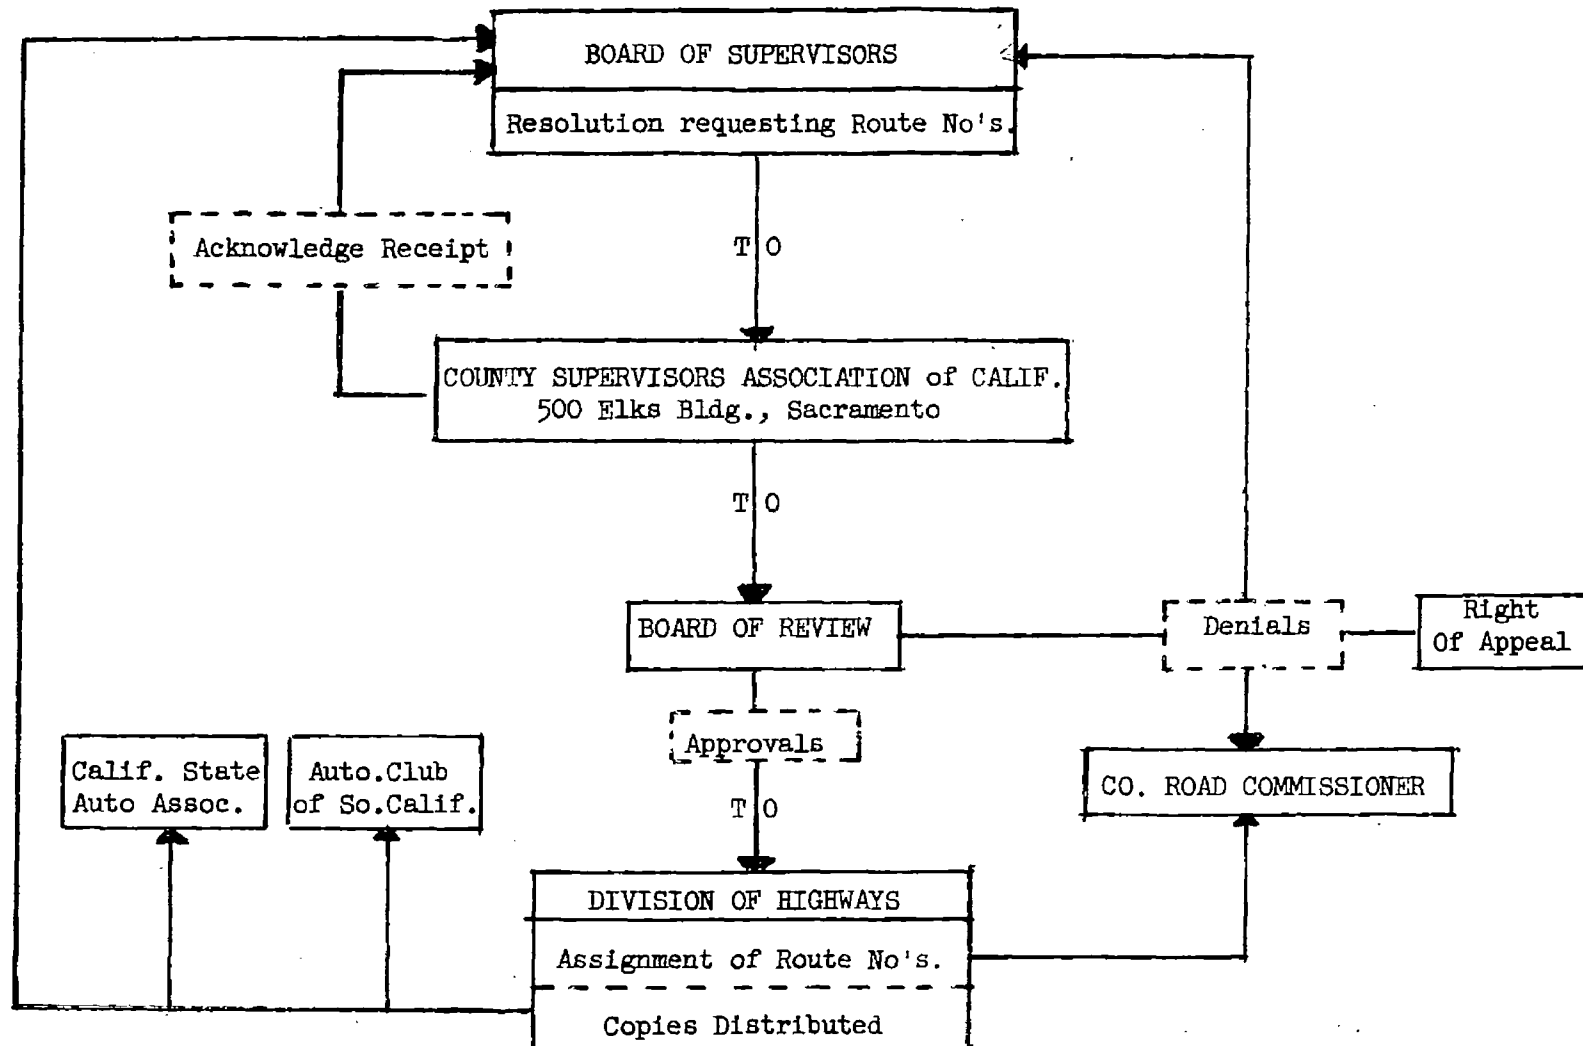 BOARD OF SUPERVISORS
Resolution requesting Route No's.
Acknowledge Receipt
T O
COUNTY SUPERVISORS ASSOCIATION of CALIF.
500 Elks Bldg., Sacramento
T O
BOARD OF REVIEW
Denials
Right
Of Appeal
Approvals
Calif. State
Auto Assoc.
Auto.Club
of So.Calif.
T O
CO. ROAD COMMISSIONER
DIVISION OF HIGHWAYS
Assignment of Route No's.
Copies Distributed